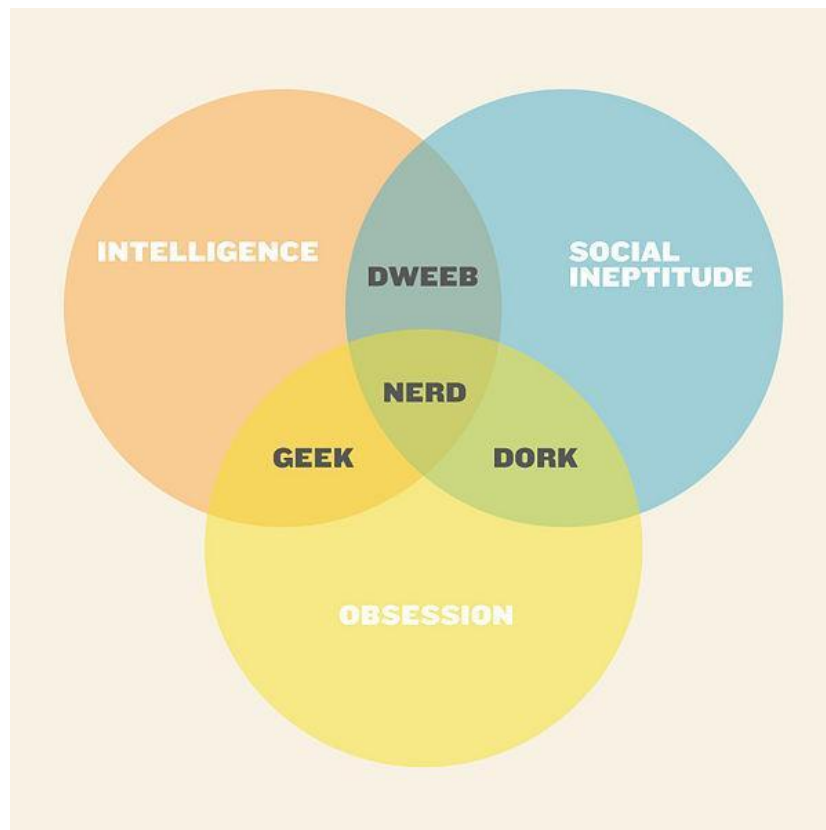 INTELLIGENCE
SOCIAL
INEPTITUDE
DWEEB
NERD
GEEK
DORK
OBSESSION